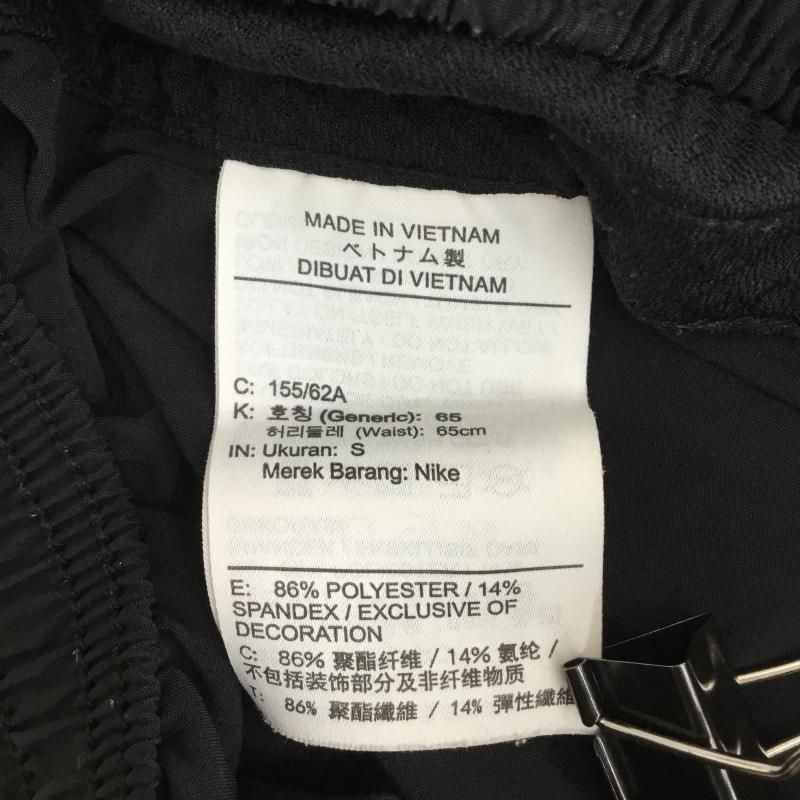 MADE IN VIETNAM
ベトナム製
DIBUAT DI VIETNAM
C: 155/62A
K: 호칭 (Generic): 65
허리둘레 (Waist): 65cm
IN: Ukuran: S
Merek Barang: Nike
E: 86% POLYESTER / 14%
SPANDEX / EXCLUSIVE OF
DECORATION
C: 86% 聚酯纤维 / 14% 氨纶 /
不包括装饰部分及非纤维物质
T: 86% 聚酯纖維 / 14% 彈性纖維